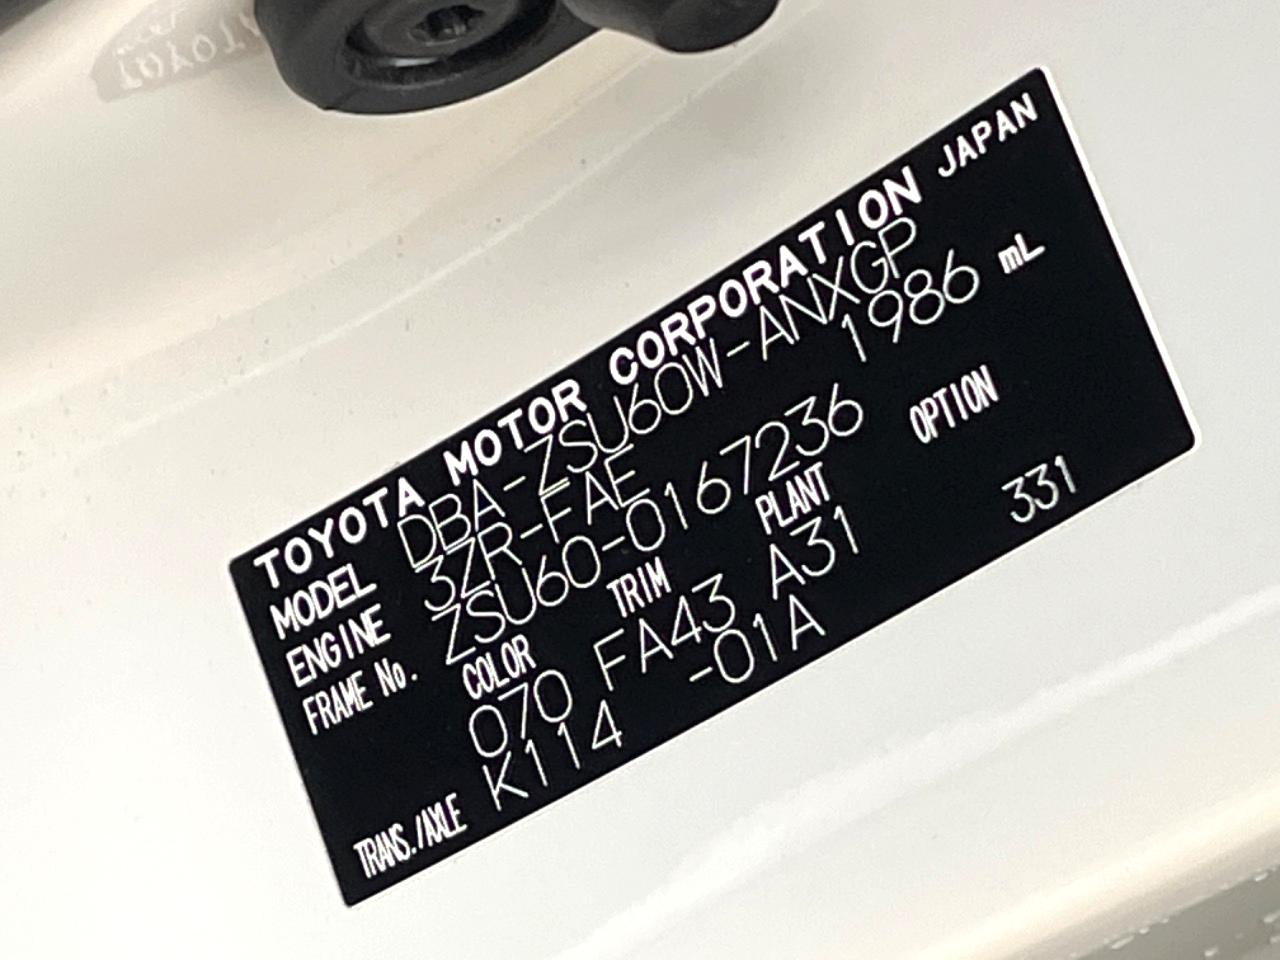 TOYOTA MOTOR CORPORATION JAPAN
MODEL DBA-ZSU60W-ANXGP
ENGINE 3ZR-FAE 1986 mL
FRAME No. ZSU60-0167236
COLOR TRIM PLANT OPTION
070 FA43 A31 331
TRANS./AXLE K114 -01A